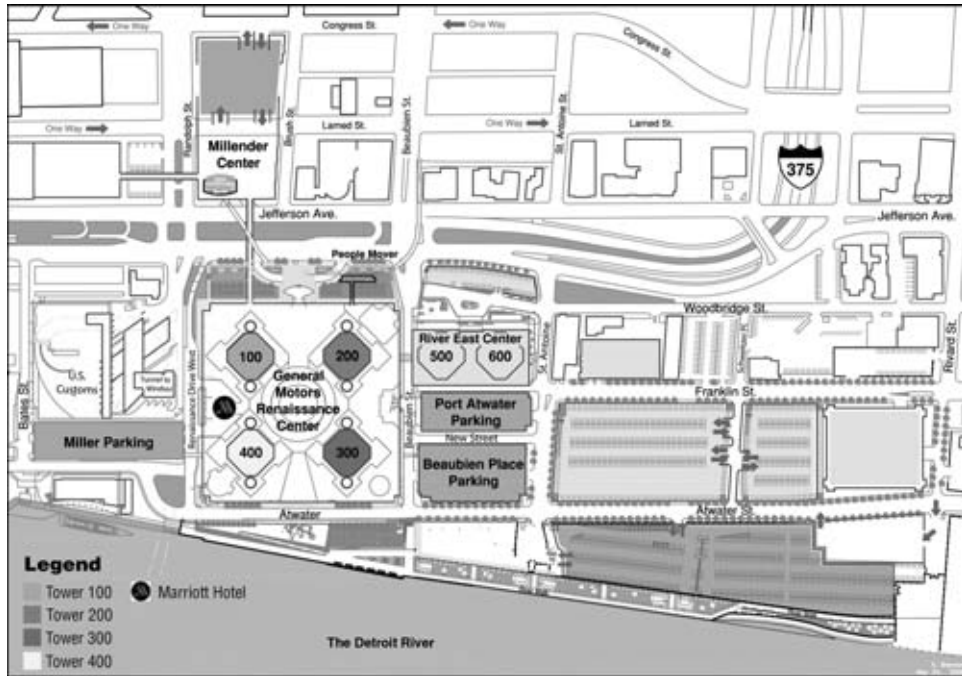 One Way
Congress St.
One Way
Congress St.
Randolph St.
Brush St.
Beaubien St.
St. Antoine St.
One Way
Larned St.
One Way
Larned St.
Millender
Center
375
Jefferson Ave.
Jefferson Ave.
People Mover
Woodbridge St.
River East Center
100
200
500
600
St. Antoine
Rivard St.
U.S.
Customs
Tunnel to
Windsor
Bates St.
Renaissance Drive West
General
Motors
Renaissance
Center
Beaubien St.
Franklin St.
Port Atwater
Parking
Miller Parking
400
300
New Street
Beaubien Place
Parking
Atwater
Atwater St.
Legend
Tower 100
Marriott Hotel
Tower 200
Tower 300
Tower 400
The Detroit River